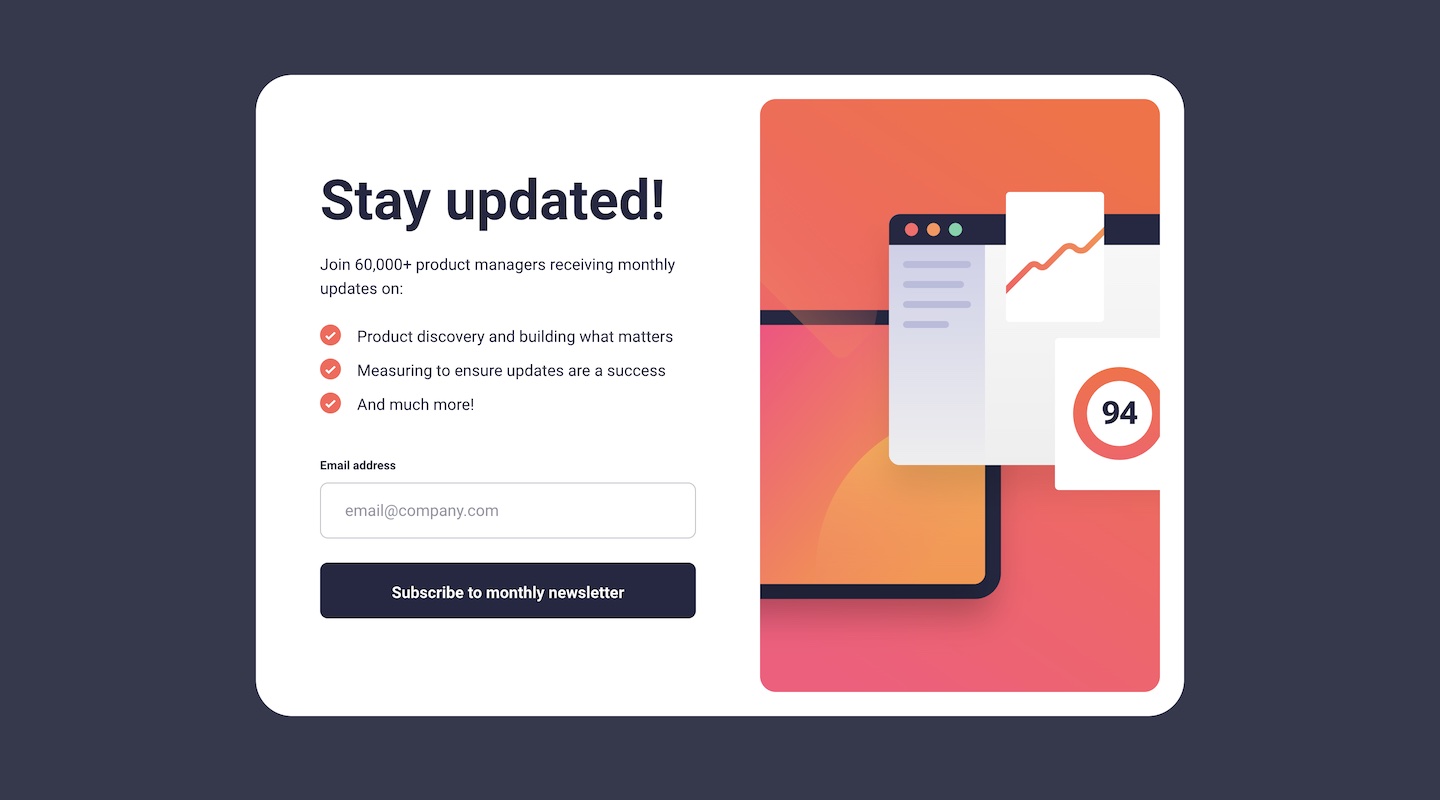 Stay updated!
Join 60,000+ product managers receiving monthly
updates on:
Product discovery and building what matters
Measuring to ensure updates are a success
And much more!
Email address
email@company.com
Subscribe to monthly newsletter
94